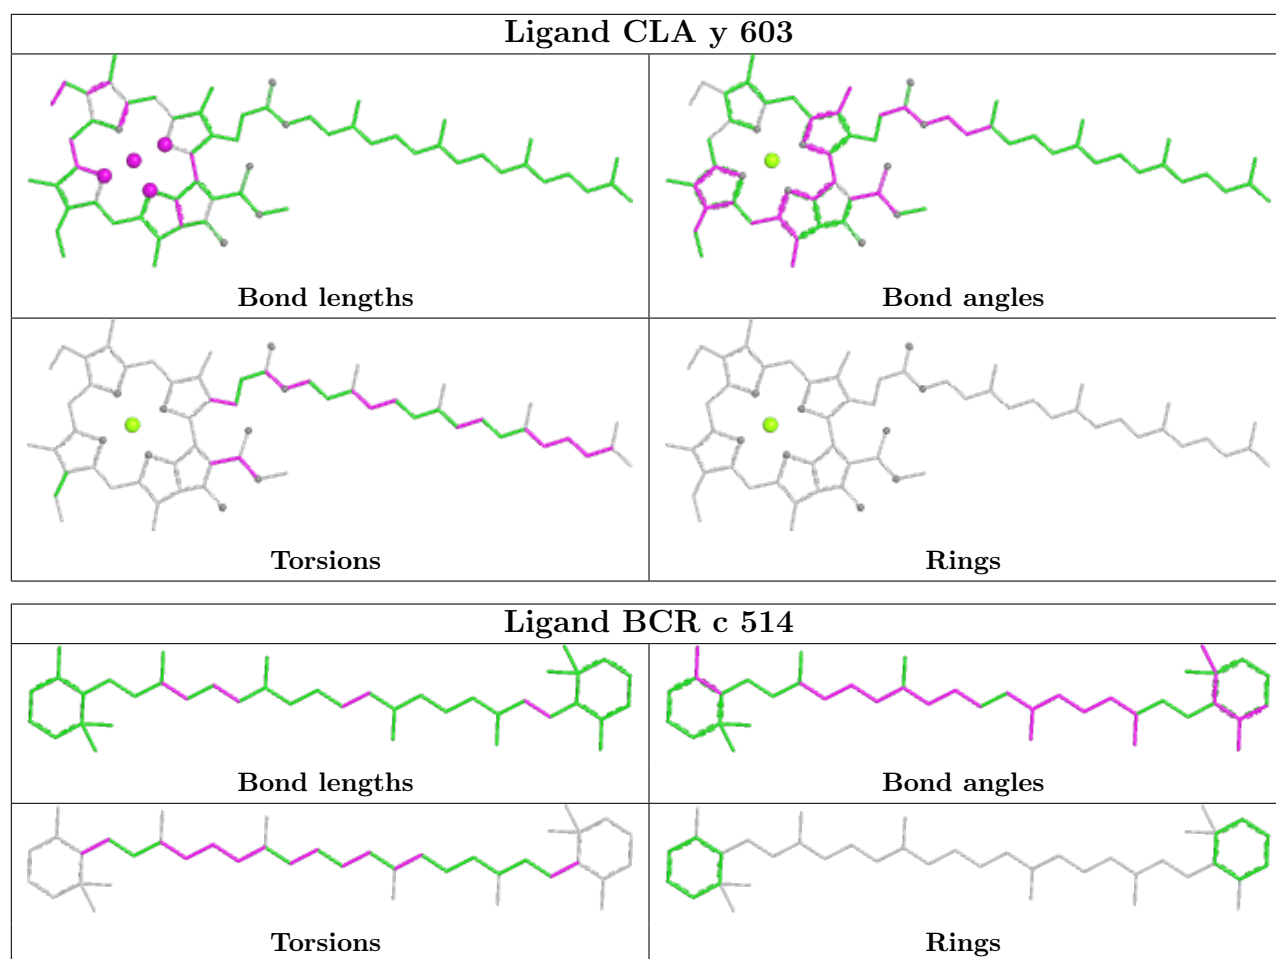 Ligand CLA y 603
Bond lengths
Bond angles
Torsions
Rings
Ligand BCR c 514
Bond lengths
Bond angles
Torsions
Rings